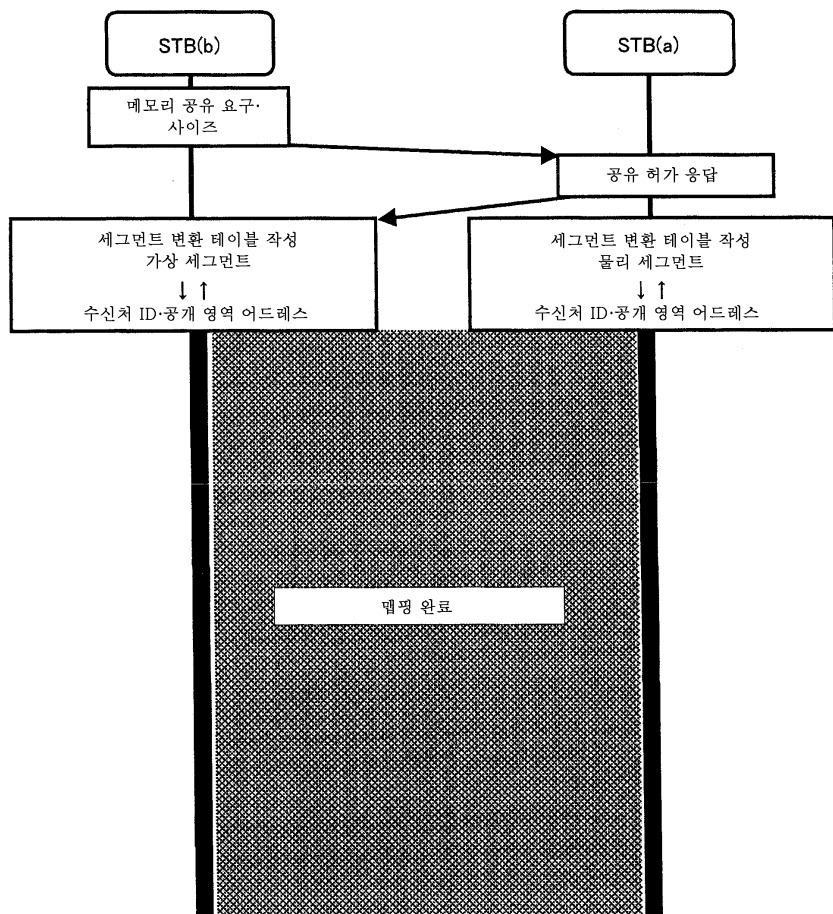 STB(b)
STB(a)
메모리 공유 요구·
사이즈
공유 허가 응답
세그먼트 변환 테이블 작성
가상 세그먼트
↓ ↑
수신처 ID·공개 영역 어드레스
세그먼트 변환 테이블 작성
물리 세그먼트
↓ ↑
수신처 ID·공개 영역 어드레스
맵핑 완료